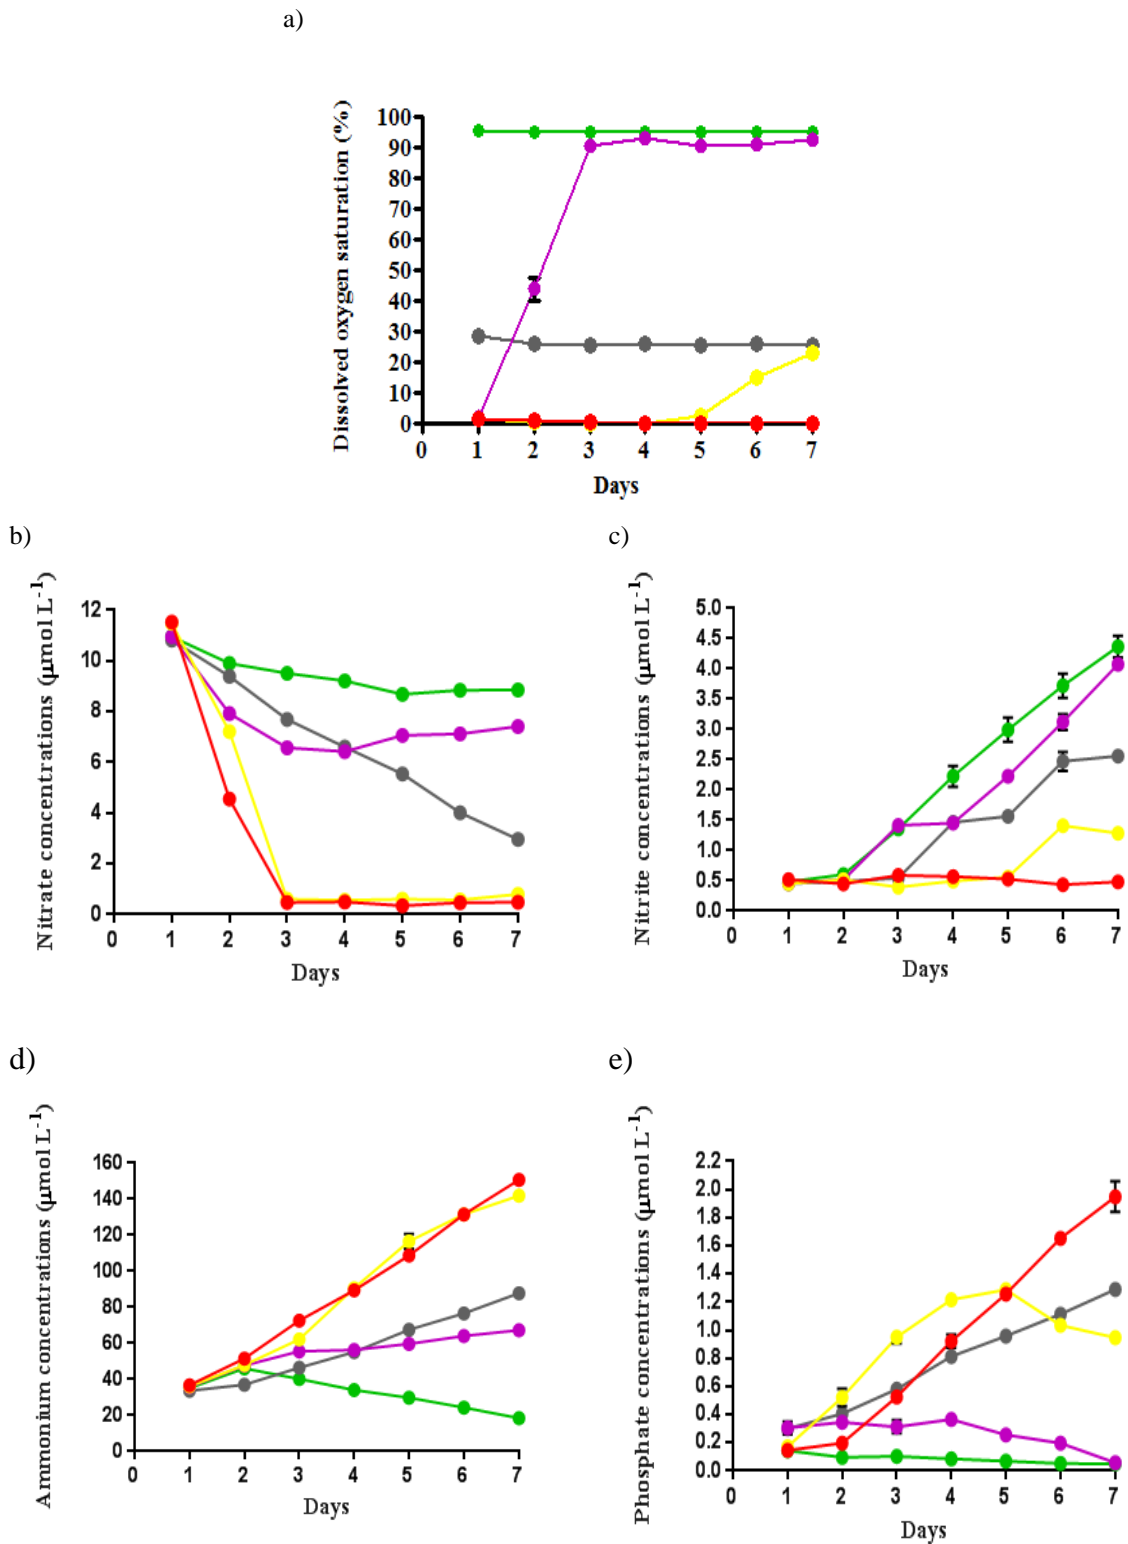 a)
Dissolved oxygen saturation (%)
100
90
80
70
60
50
40
30
20
10
0
0 1 2 3 4 5 6 7
Days
b)
Nitrate concentrations (μmol L-1)
12
10
8
6
4
2
0
0 1 2 3 4 5 6 7
Days
c)
Nitrite concentrations (μmol L-1)
5.0
4.5
4.0
3.5
3.0
2.5
2.0
1.5
1.0
0.5
0.0
0 1 2 3 4 5 6 7
Days
d)
Ammonium concentrations (μmol L-1)
160
140
120
100
80
60
40
20
0
0 1 2 3 4 5 6 7
Days
e)
Phosphate concentrations (μmol L-1)
2.2
2.0
1.8
1.6
1.4
1.2
1.0
0.8
0.6
0.4
0.2
0.0
0 1 2 3 4 5 6 7
Days